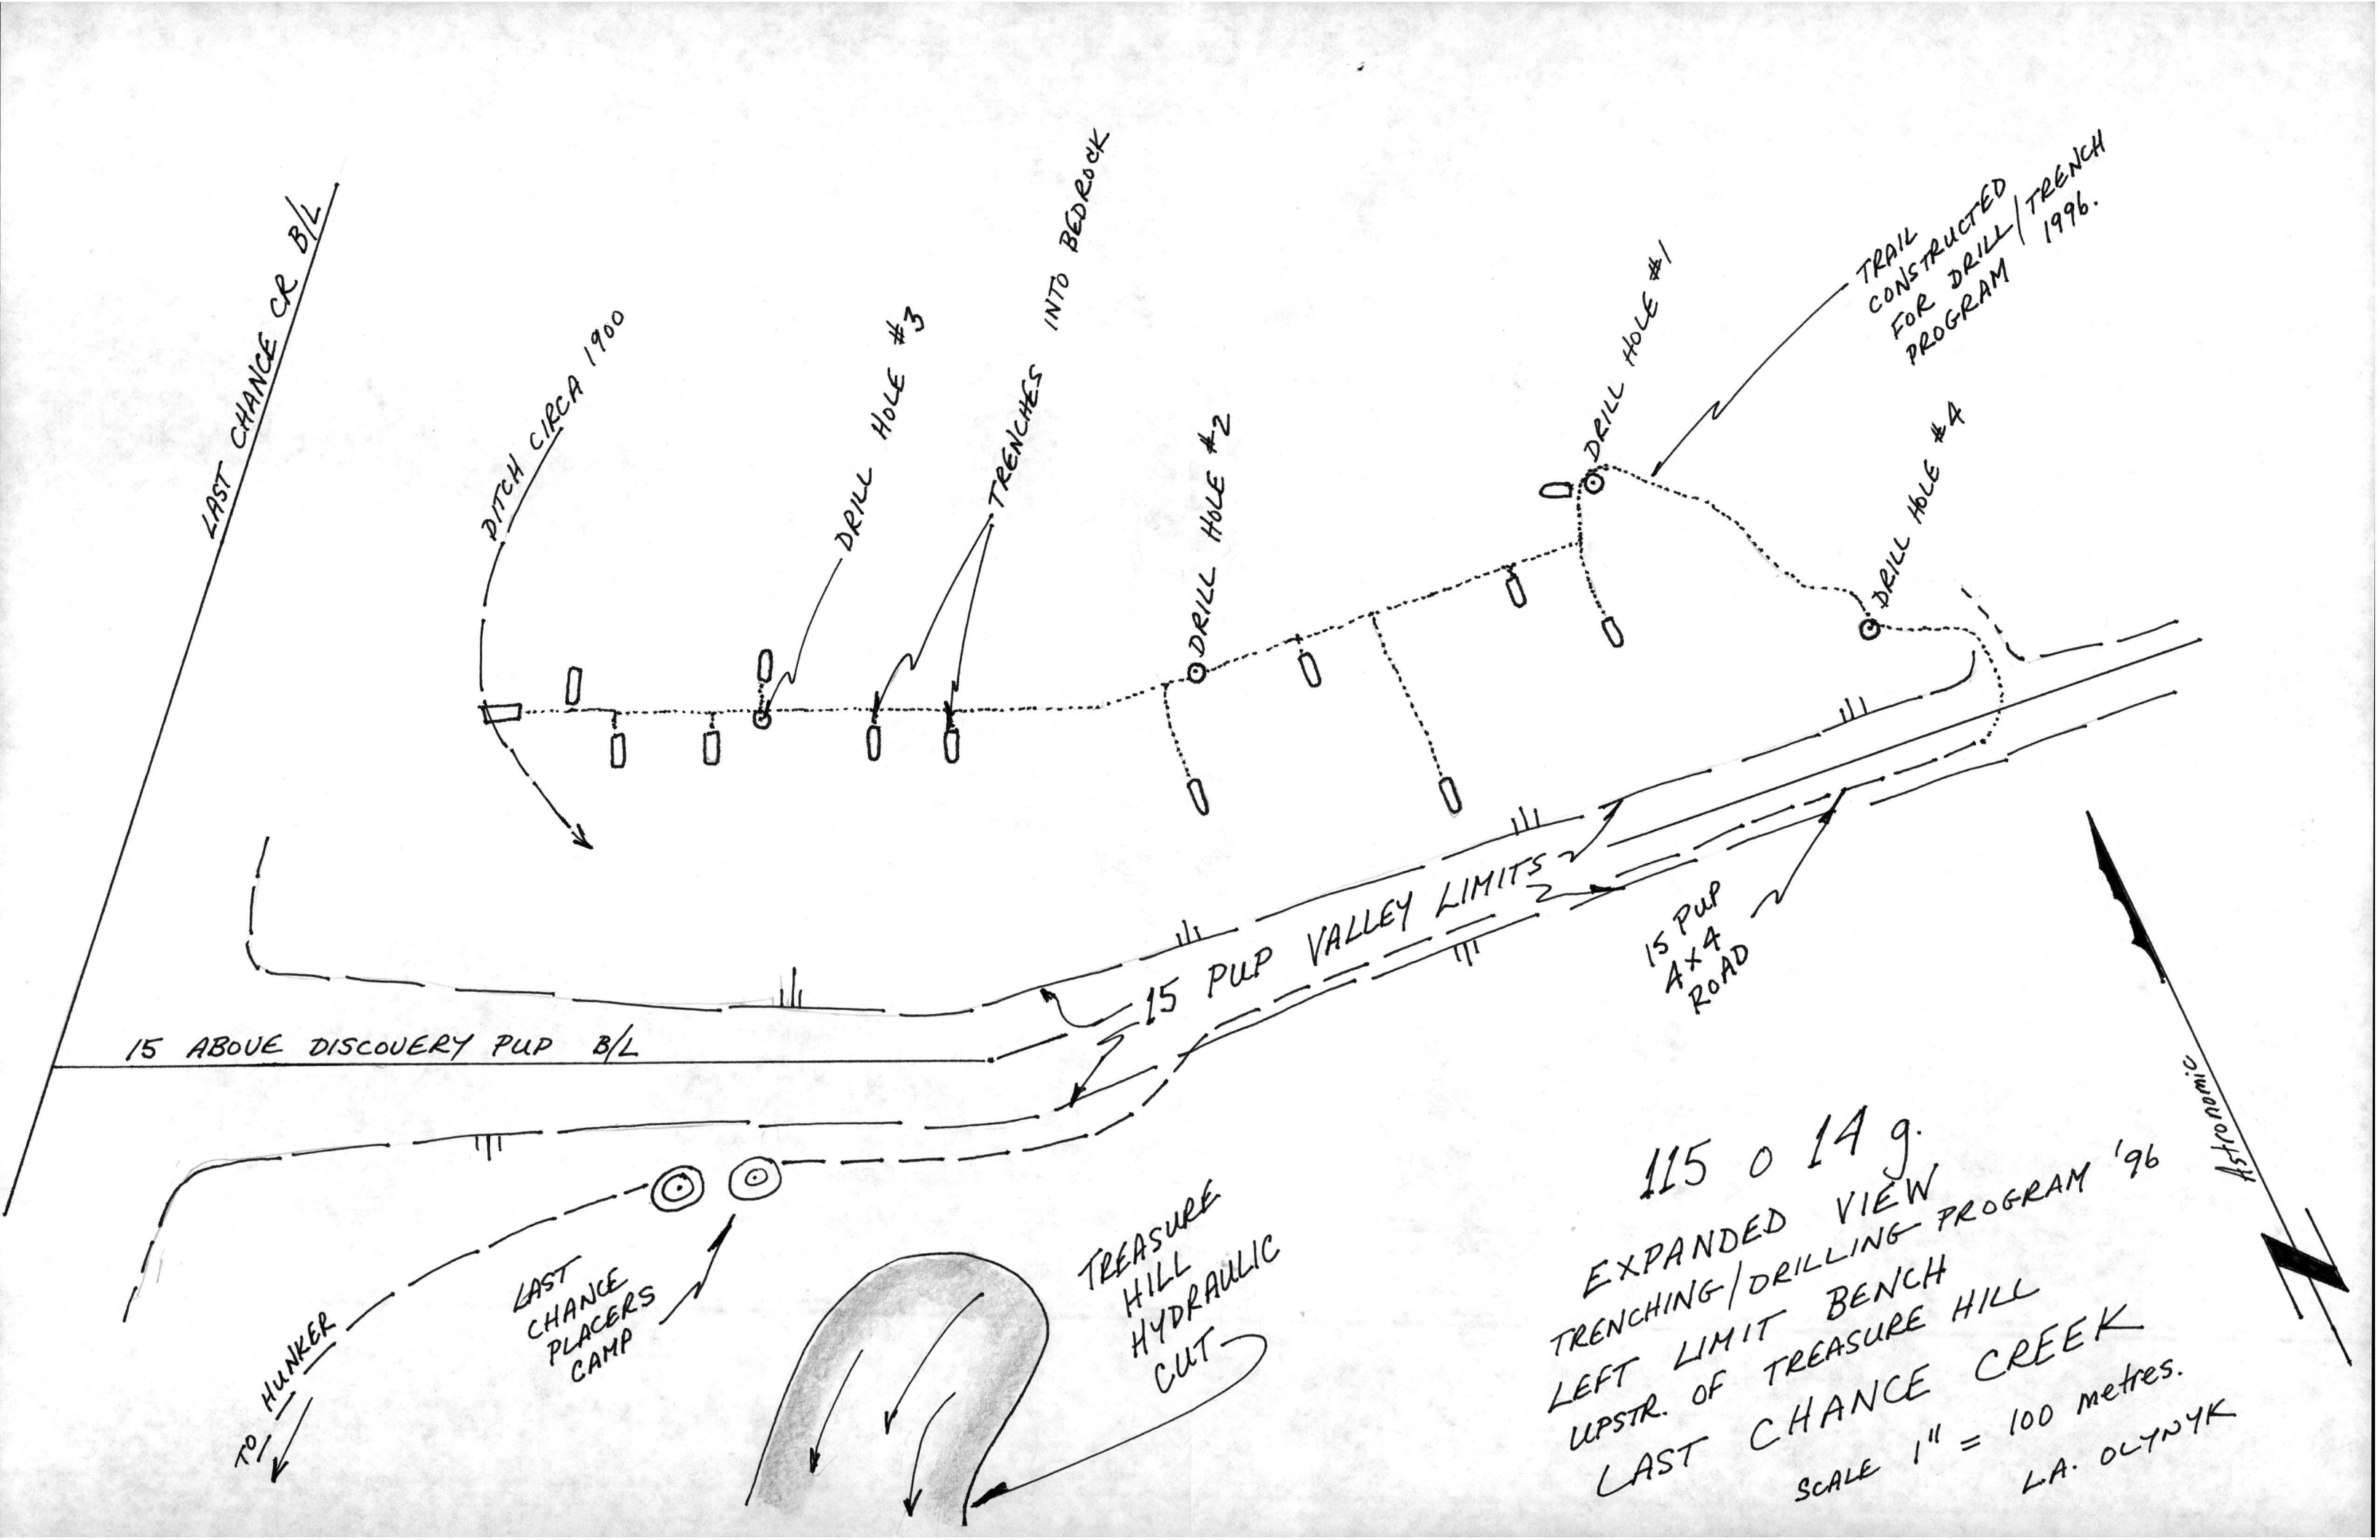 LAST CHANCE CR B/L
DITCH CIRCA 1900
DRILL HOLE #3
TRENCHES INTO BEDROCK
DRILL HOLE #2
DRILL HOLE #1
TRAIL
CONSTRUCTED
FOR DRILL/TRENCH
PROGRAM 1996.
DRILL HOLE #4
15 PUP VALLEY LIMITS
15 PUP
4X4
ROAD
15 ABOVE DISCOVERY PUP B/L
LAST
CHANCE
PLACERS
CAMP
TO HUNKER
TREASURE
HILL
HYDRAULIC
CUT
Astronomic
115 O 14 g.
EXPANDED VIEW
TRENCHING/DRILLING PROGRAM '96
LEFT LIMIT BENCH
UPSTR. OF TREASURE HILL
LAST CHANCE CREEK
SCALE 1" = 100 metres.
L.A. OLYNYK